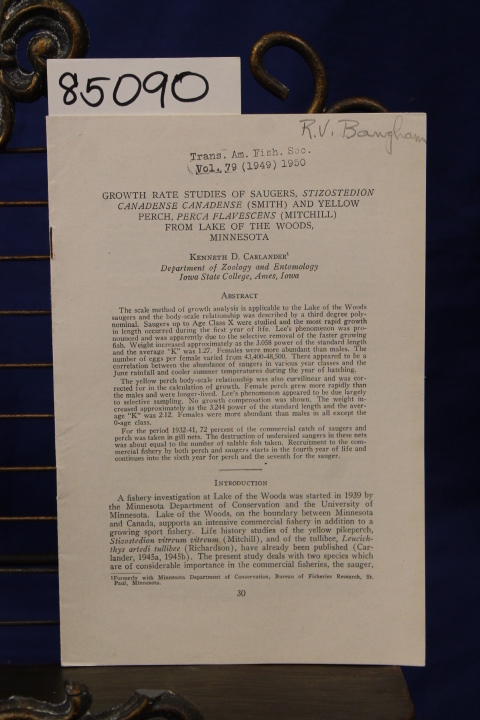 85090
R.V. Bangham
Trans. Am. Fish. Soc.
Vol. 79 (1949) 1950
GROWTH RATE STUDIES OF SAUGERS, STIZOSTEDION
CANADENSE CANADENSE (SMITH) AND YELLOW
PERCH, PERCA FLAVESCENS (MITCHILL)
FROM LAKE OF THE WOODS,
MINNESOTA
KENNETH D. CARLANDER¹
Department of Zoology and Entomology
Iowa State College, Ames, Iowa
ABSTRACT
The scale method of growth analysis is applicable to the Lake of the Woods
saugers and the body-scale relationship was described by a third degree poly-
nominal. Saugers up to Age Class X were studied and the most rapid growth
in length occurred during the first year of life. Lee's phenomenon was pro-
nounced and was apparently due to the selective removal of the faster growing
fish. Weight increased approximately as the 3.058 power of the standard length
and the average "K" was 1.27. Females were more abundant than males. The
number of eggs per female varied from 43,400-48,500. There appeared to be a
correlation between the abundance of saugers in various year classes and the
June rainfall and cooler summer temperatures during the year of hatching.
The yellow perch body-scale relationship was also curvilinear and was cor-
rected for in the calculation of growth. Female perch grew more rapidly than
the males and were longer-lived. Lee's phenomenon appeared to be due largely
to selective sampling. No growth compensation was shown. The weight in-
creased approximately as the 3.244 power of the standard length and the aver-
age "K" was 2.12. Females were more abundant than males in all except the
0-age class.
For the period 1932-41, 72 percent of the commercial catch of saugers and
perch was taken in gill nets. The destruction of undersized saugers in these nets
was about equal to the number of salable fish taken. Recruitment to the com-
mercial fishery by both perch and saugers starts in the fourth year of life and
continues into the sixth year for perch and the seventh for the sauger.
INTRODUCTION
A fishery investigation at Lake of the Woods was started in 1939 by
the Minnesota Department of Conservation and the University of
Minnesota. Lake of the Woods, on the boundary between Minnesota
and Canada, supports an intensive commercial fishery in addition to a
growing sport fishery. Life history studies of the yellow pikeperch,
Stizostedion vitreum vitreum (Mitchill), and of the tullibee, Leucich-
thys artedi tullibee (Richardson), have already been published (Car-
lander, 1945a, 1945b). The present study deals with two species which
are of considerable importance in the commercial fisheries, the sauger,
¹Formerly with Minnesota Department of Conservation, Bureau of Fisheries Research, St.
Paul, Minnesota.
30